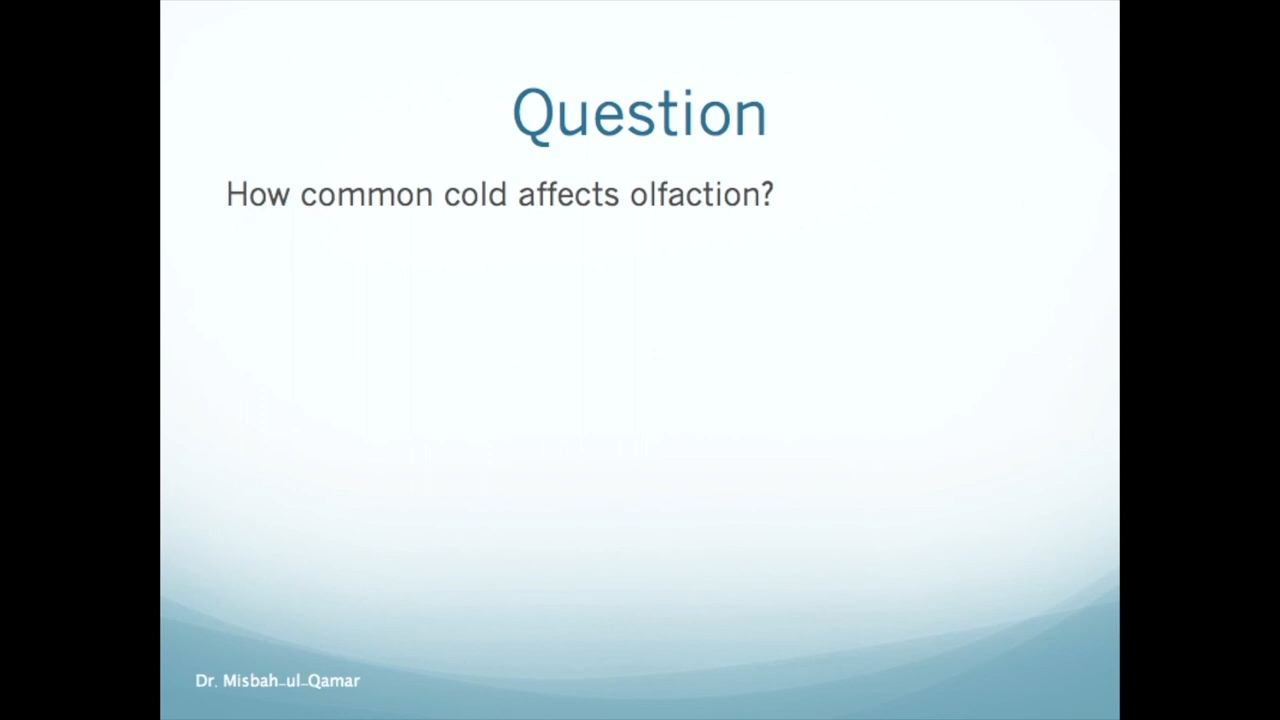 Question
How common cold affects olfaction?
Dr. Misbah-ul-Qamar